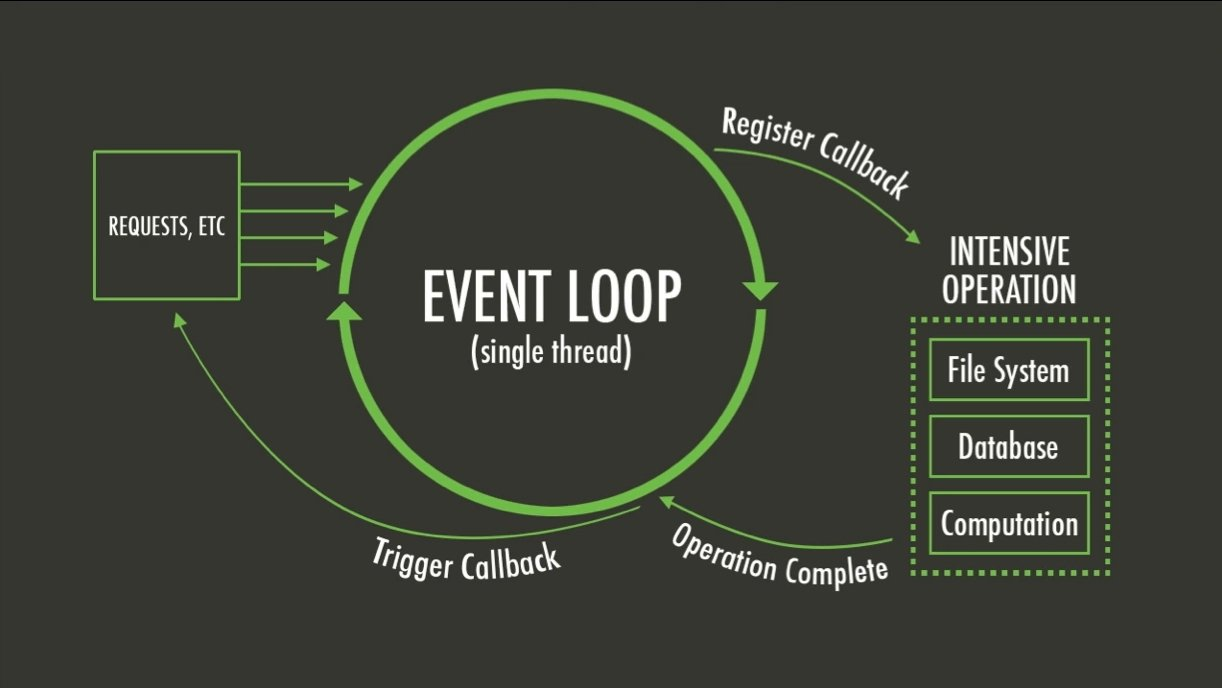 Register Callback
REQUESTS, ETC
INTENSIVE
OPERATION
EVENT LOOP
(single thread)
File System
Database
Computation
Trigger Callback
Operation Complete